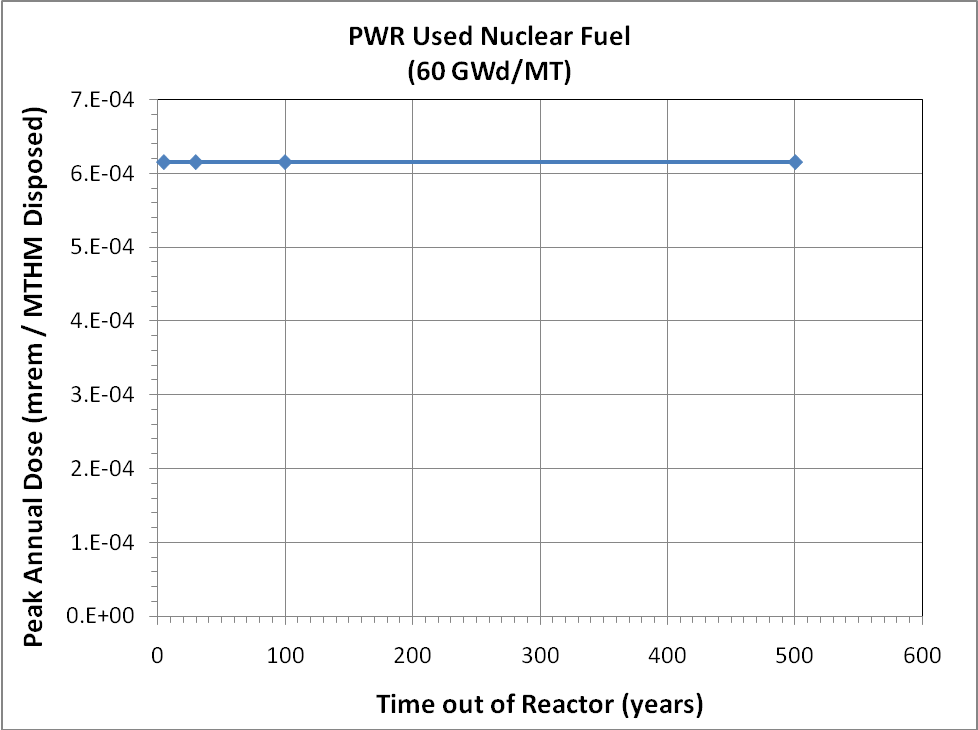 PWR Used Nuclear Fuel
(60 GWd/MT)
Peak Annual Dose (mrem / MTHM Disposed)
7.E-04
6.E-04
5.E-04
4.E-04
3.E-04
2.E-04
1.E-04
0.E+00
0 100 200 300 400 500 600
Time out of Reactor (years)